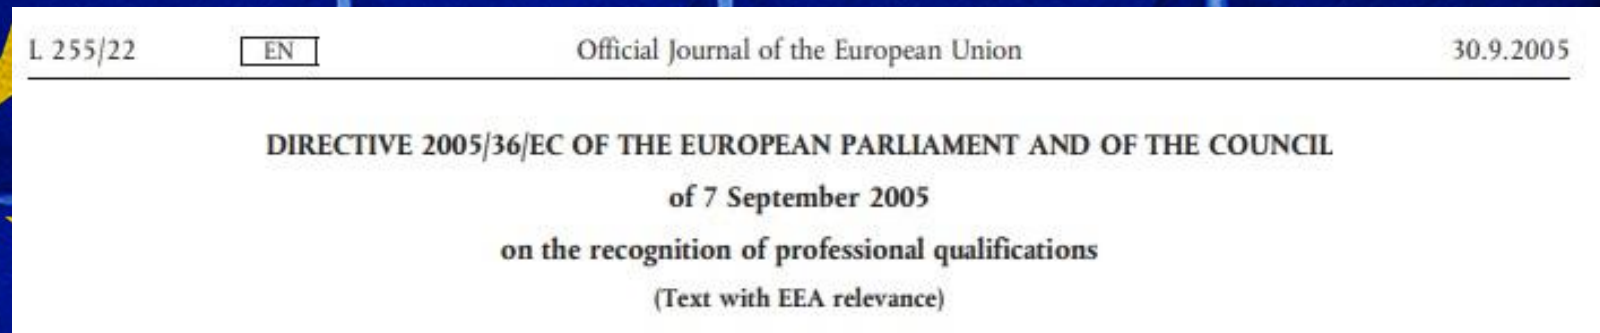 L 255/22 EN Official Journal of the European Union 30.9.2005
DIRECTIVE 2005/36/EC OF THE EUROPEAN PARLIAMENT AND OF THE COUNCIL
of 7 September 2005
on the recognition of professional qualifications
(Text with EEA relevance)